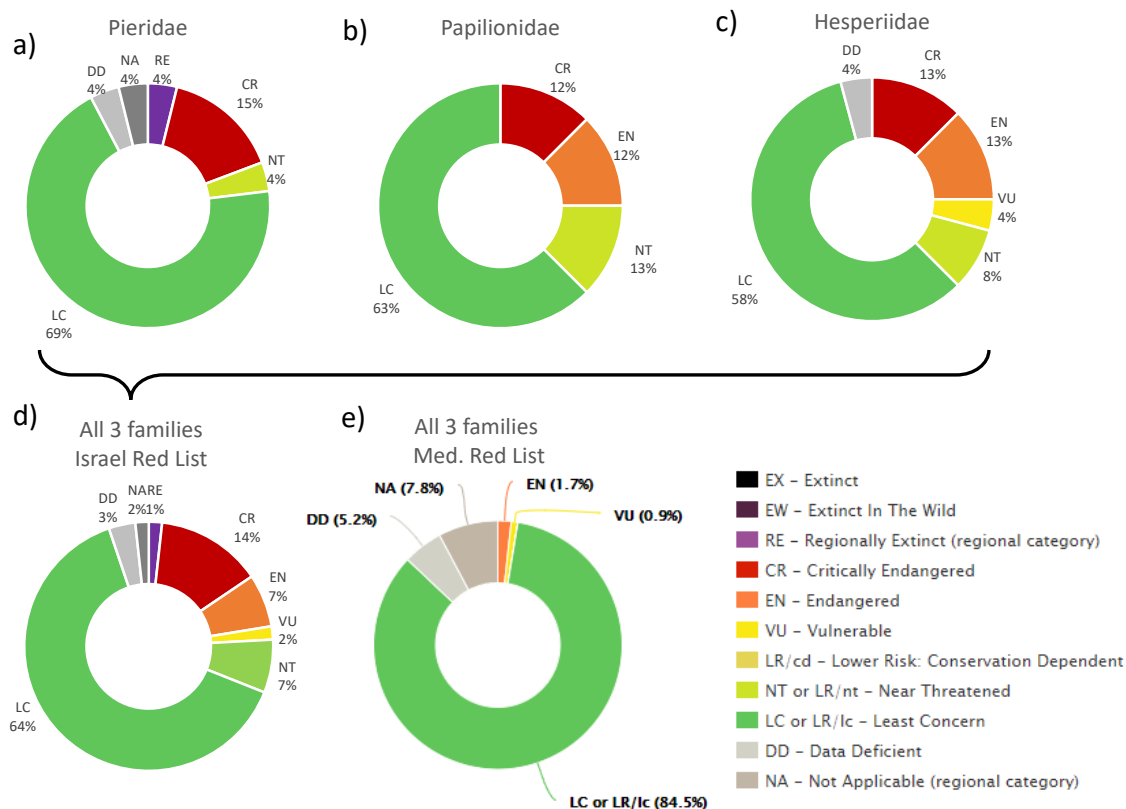 a)
Pieridae
DD
4%
NA
4%
RE
4%
CR
15%
NT
4%
LC
69%
b)
Papilionidae
CR
12%
EN
12%
NT
13%
LC
63%
c)
Hesperiidae
DD
4%
CR
13%
EN
13%
VU
4%
NT
8%
LC
58%
d)
All 3 families
Israel Red List
DD
3%
NARE
2%1%
CR
14%
EN
7%
VU
2%
NT
7%
LC
64%
e)
All 3 families
Med. Red List
NA (7.8%)
EN (1.7%)
DD (5.2%)
VU (0.9%)
LC or LR/lc (84.5%)
EX – Extinct
EW – Extinct In The Wild
RE – Regionally Extinct (regional category)
CR – Critically Endangered
EN – Endangered
VU – Vulnerable
LR/cd – Lower Risk: Conservation Dependent
NT or LR/nt – Near Threatened
LC or LR/lc – Least Concern
DD – Data Deficient
NA – Not Applicable (regional category)